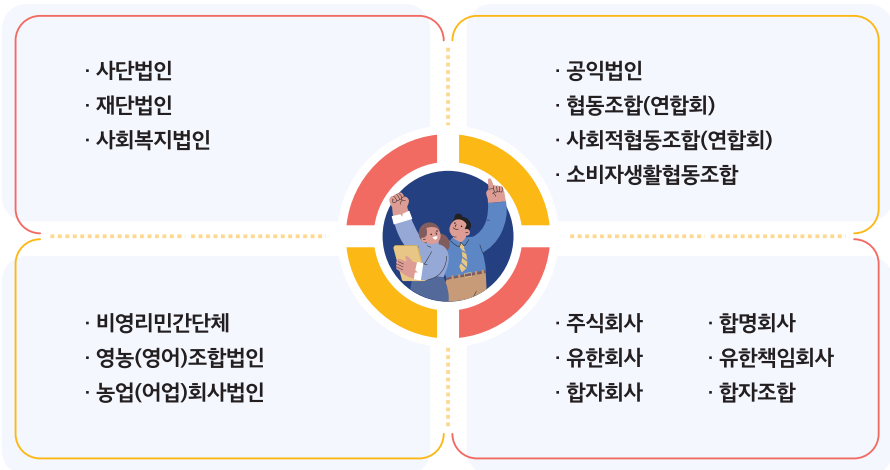 · 사단법인
· 재단법인
· 사회복지법인
· 공익법인
· 협동조합(연합회)
· 사회적협동조합(연합회)
· 소비자생활협동조합
· 비영리민간단체
· 영농(영어)조합법인
· 농업(어업)회사법인
· 주식회사 · 합명회사
· 유한회사 · 유한책임회사
· 합자회사 · 합자조합